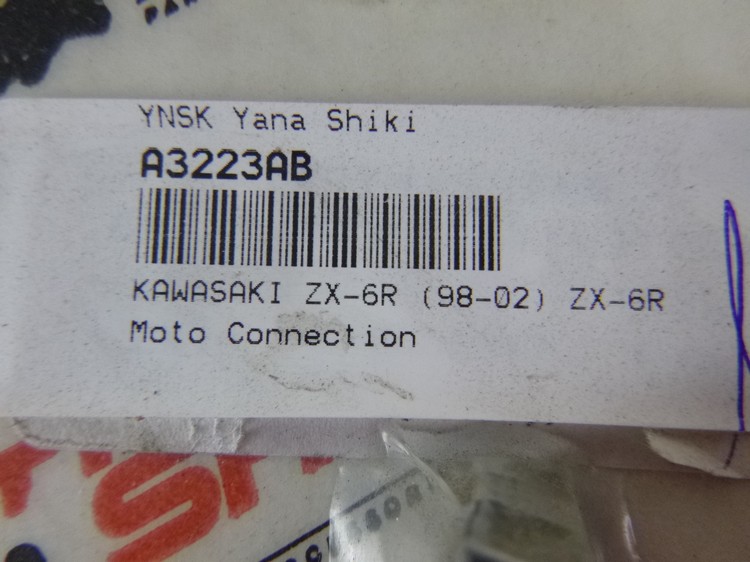 YNSK Yana Shiki
A3223AB
KAWASAKI ZX-6R (98-02) ZX-6R
Moto Connection